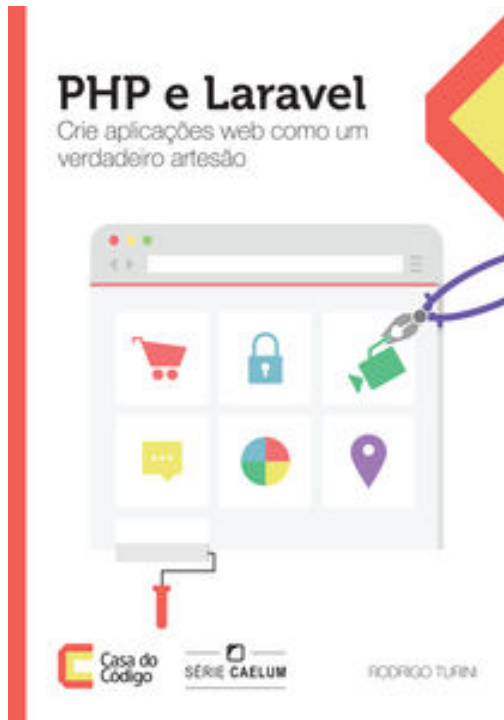 PHP e Laravel
Crie aplicações web como um
verdadeiro artesão
Casa do
Código
SÉRIE CAELUM
RODRIGO TURINI